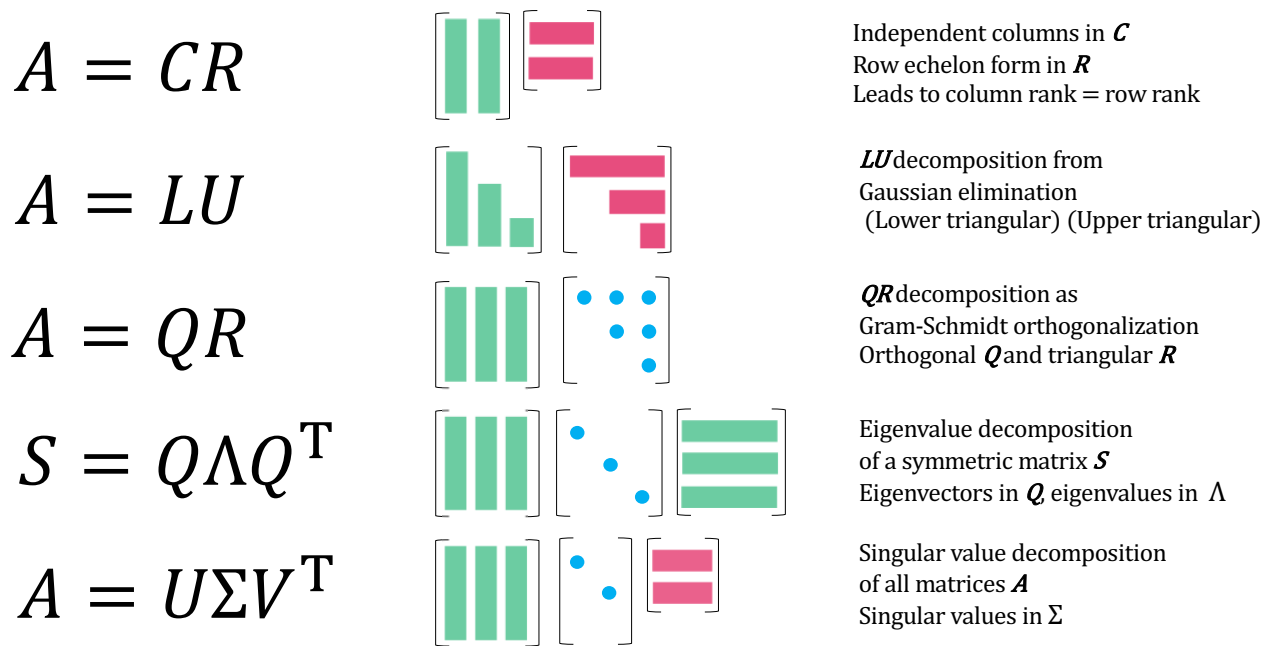 A = CR
Independent columns in C
Row echelon form in R
Leads to column rank = row rank
A = LU
LU decomposition from
Gaussian elimination
(Lower triangular) (Upper triangular)
A = QR
QR decomposition as
Gram-Schmidt orthogonalization
Orthogonal Q and triangular R
S = QΛQᵀ
Eigenvalue decomposition
of a symmetric matrix S
Eigenvectors in Q, eigenvalues in Λ
A = UΣVᵀ
Singular value decomposition
of all matrices A
Singular values in Σ